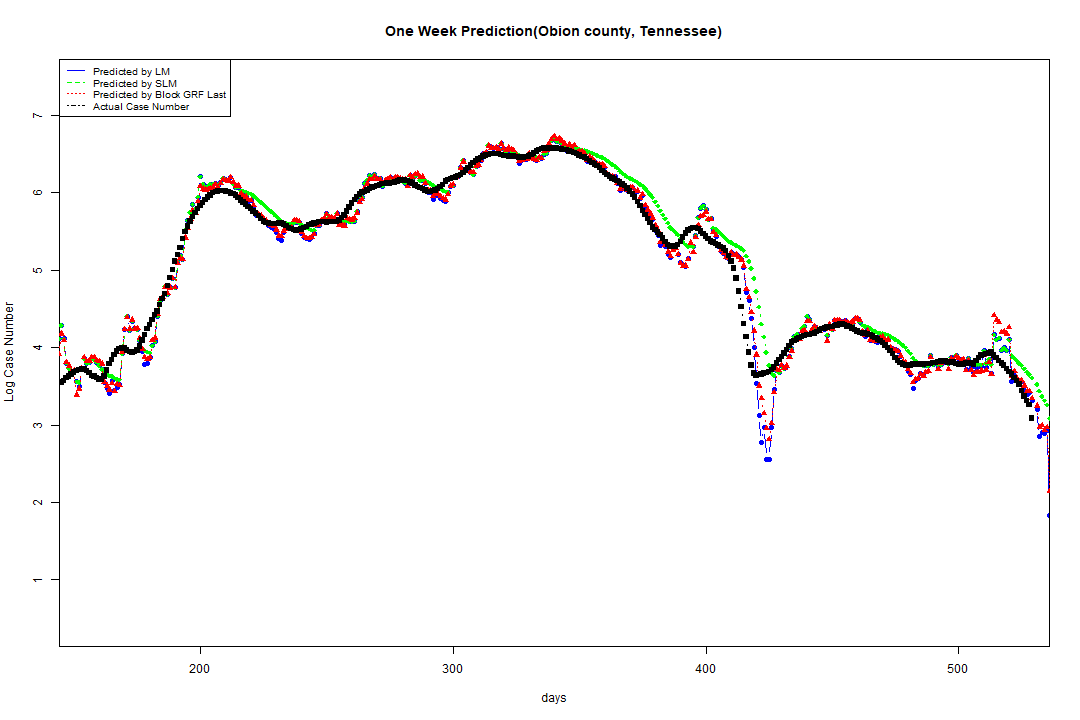 One Week Prediction(Obion county, Tennessee)
Predicted by LM
Predicted by SLM
Predicted by Block GRF Last
Actual Case Number
7
6
5
4
3
2
1
Log Case Number
200 300 400 500
days